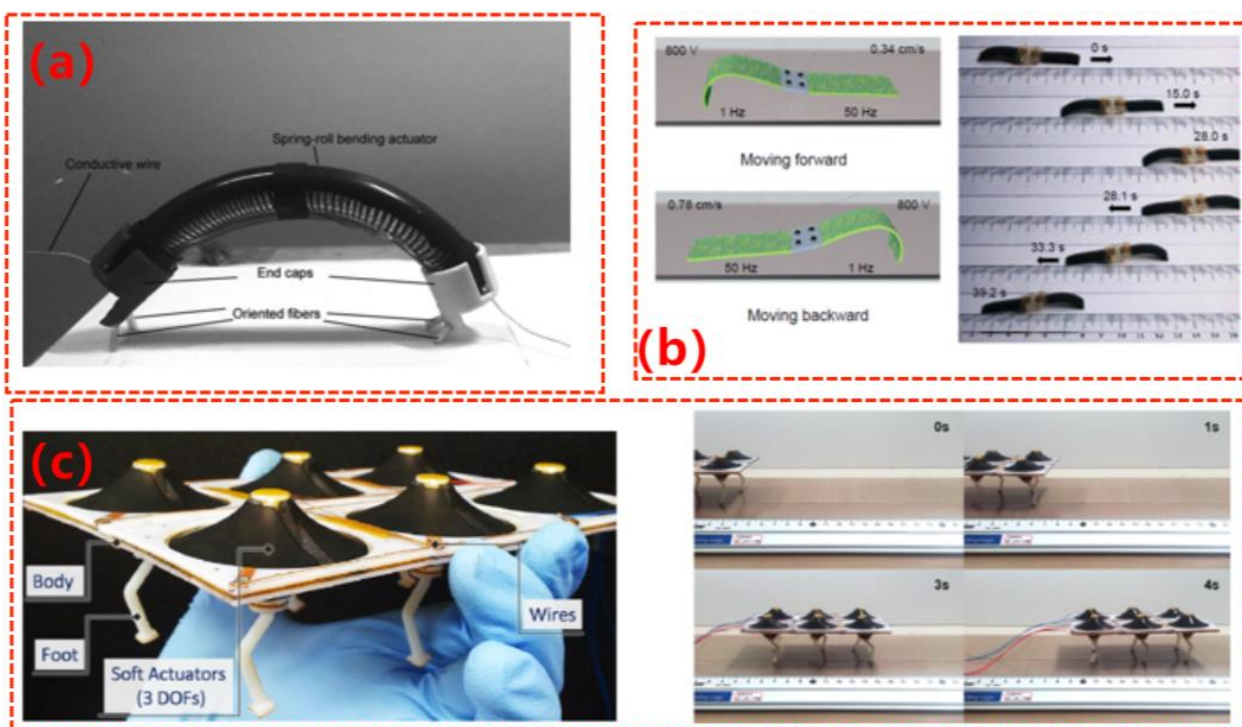 (a)
Spring-roll bending actuator
Conductive wire
End caps
Oriented fibers
(b)
800 V
0.34 cm/s
1 Hz
50 Hz
Moving forward
0.78 cm/s
800 V
50 Hz
1 Hz
Moving backward
0 s
15.0 s
28.0 s
28.1 s
33.3 s
39.2 s
(c)
Body
Foot
Soft Actuators
(3 DOFs)
Wires
0s
1s
3s
4s